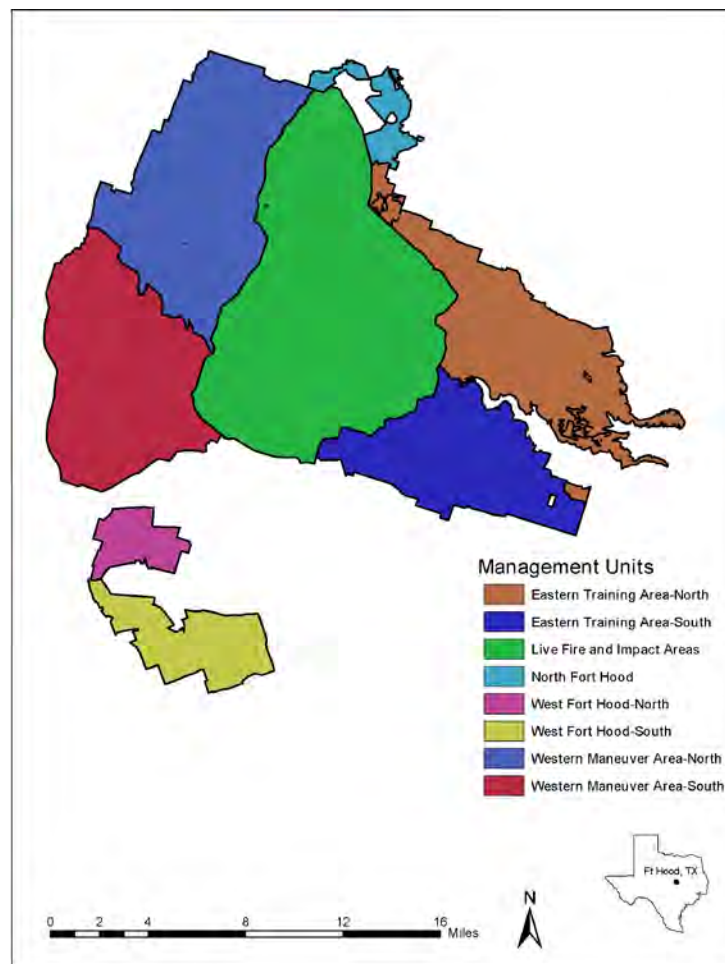 Management Units
Eastern Training Area-North
Eastern Training Area-South
Live Fire and Impact Areas
North Fort Hood
West Fort Hood-North
West Fort Hood-South
Western Maneuver Area-North
Western Maneuver Area-South
Ft Hood, TX
N
0 2 4 8 12 16
Miles